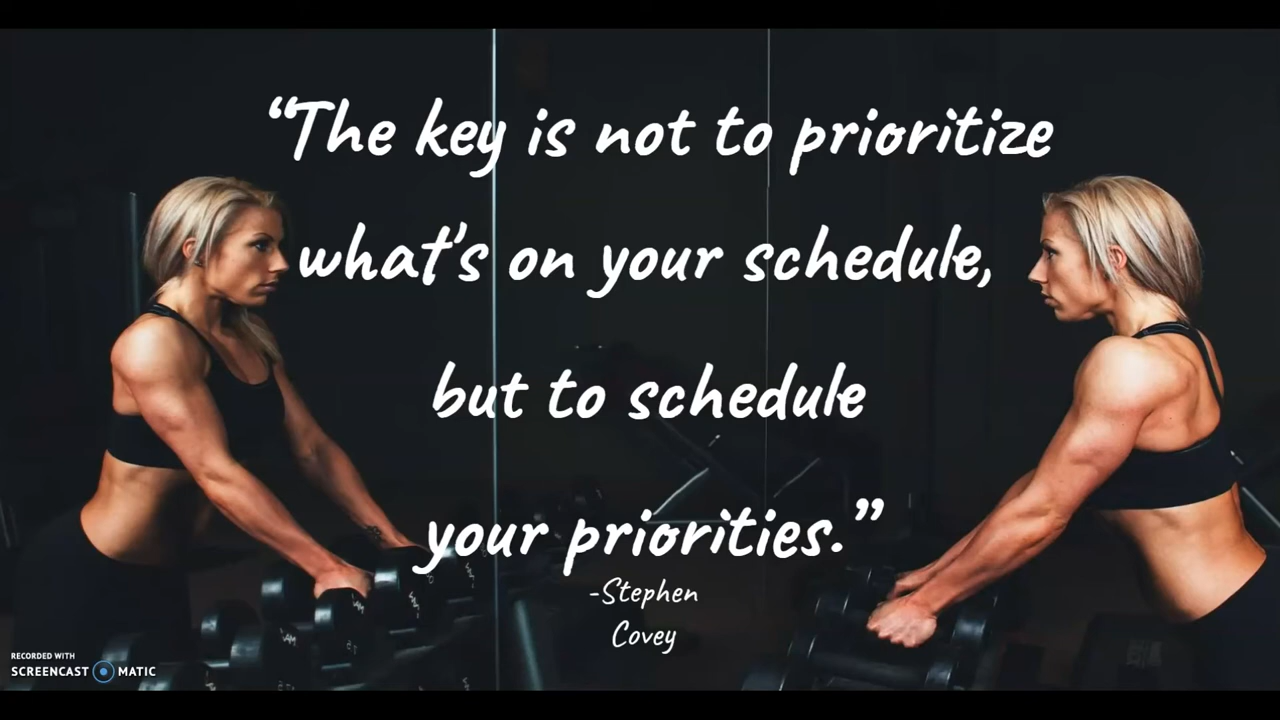 “The key is not to prioritize
what's on your schedule,
but to schedule
your priorities.”
-Stephen
Covey
RECORDED WITH
SCREENCAST MATIC